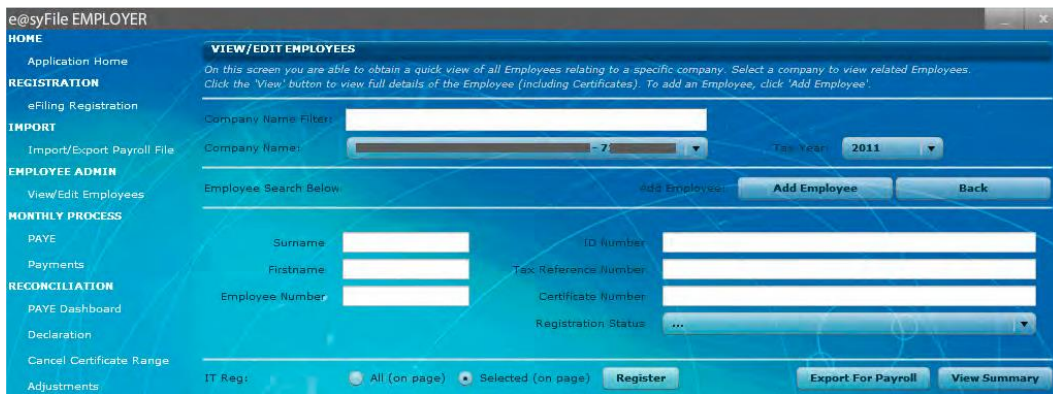 e@syFile EMPLOYER
HOME
Application Home
REGISTRATION
eFiling Registration
IMPORT
Import/Export Payroll File
EMPLOYEE ADMIN
View/Edit Employees
MONTHLY PROCESS
PAYE
Payments
RECONCILIATION
PAYE Dashboard
Declaration
Cancel Certificate Range
Adjustments
VIEW/EDIT EMPLOYEES
On this screen you are able to obtain a quick view of all Employees relating to a specific company. Select a company to view related Employees.
Click the 'View' button to view full details of the Employee (including Certificates). To add an Employee, click 'Add Employee'.
Company Name Filter:
Company Name: - 7 Tax Year: 2011
Employee Search Below Add Employee: Add Employee Back
Surname ID Number
Firstname Tax Reference Number
Employee Number Certificate Number
Registration Status ...
IT Reg: All (on page) Selected (on page) Register Export For Payroll View Summary